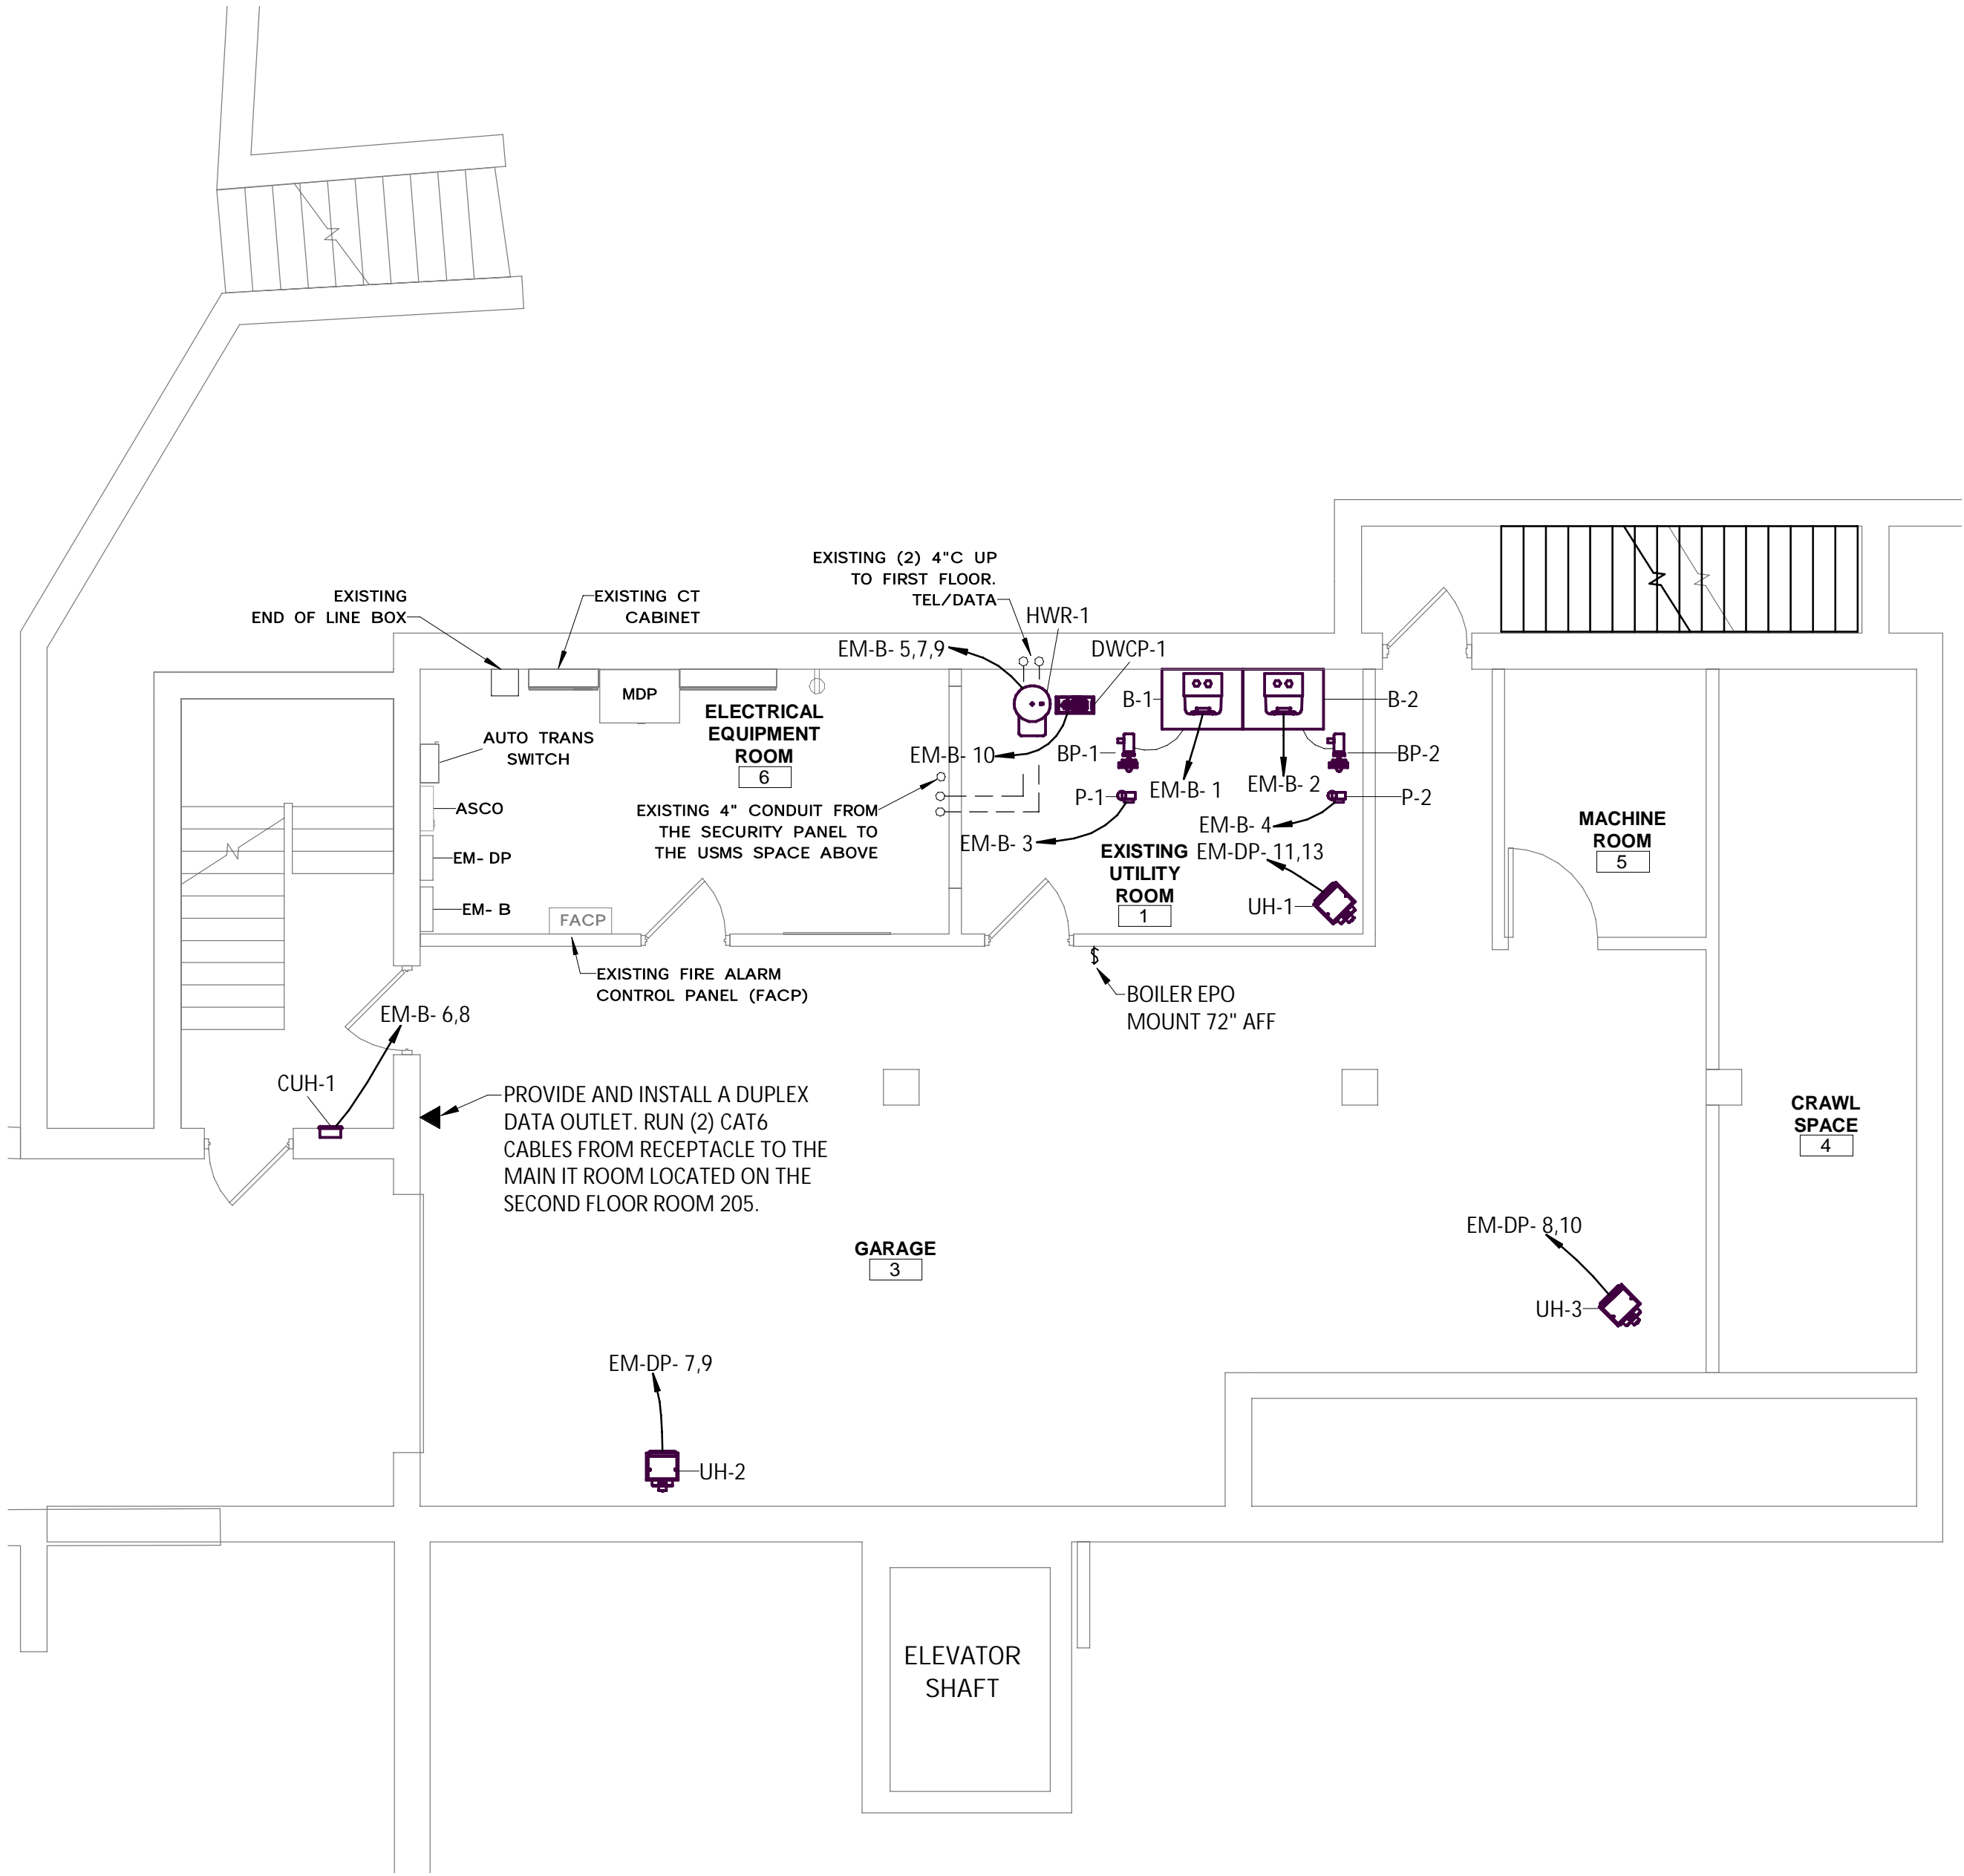 EXISTING (2) 4"C UP
TO FIRST FLOOR.
TEL/DATA
EXISTING
END OF LINE BOX
EXISTING CT
CABINET
HWR-1
EM-B- 5,7,9
DWCP-1
MDP
B-1
B-2
ELECTRICAL
EQUIPMENT
ROOM
6
AUTO TRANS
SWITCH
EM-B- 10
BP-1
BP-2
EM-B- 1
EM-B- 2
P-1
P-2
ASCO
EXISTING 4" CONDUIT FROM
THE SECURITY PANEL TO
THE USMS SPACE ABOVE
EM-B- 3
EM-B- 4
EM-DP- 11,13
EXISTING
UTILITY
ROOM
1
MACHINE
ROOM
5
EM- DP
EM- B
UH-1
FACP
EXISTING FIRE ALARM
CONTROL PANEL (FACP)
$
BOILER EPO
MOUNT 72" AFF
EM-B- 6,8
CUH-1
PROVIDE AND INSTALL A DUPLEX
DATA OUTLET. RUN (2) CAT6
CABLES FROM RECEPTACLE TO THE
MAIN IT ROOM LOCATED ON THE
SECOND FLOOR ROOM 205.
CRAWL
SPACE
4
GARAGE
3
EM-DP- 8,10
UH-3
EM-DP- 7,9
UH-2
ELEVATOR
SHAFT